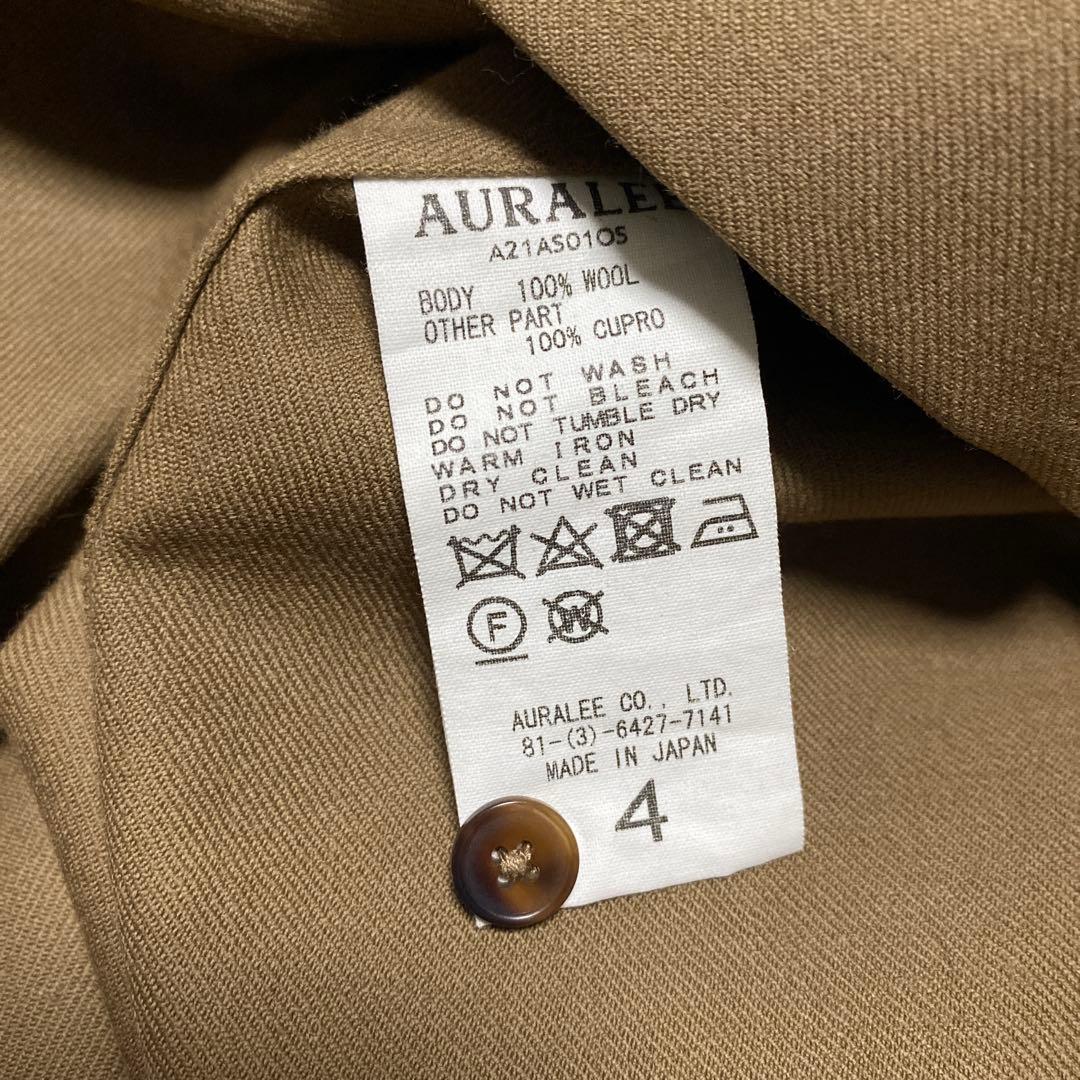 AURALEE
A21AS01OS
BODY 100% WOOL
OTHER PART
100% CUPRO
DO NOT WASH
DO NOT BLEACH
DO NOT TUMBLE DRY
WARM IRON
DRY CLEAN
DO NOT WET CLEAN
F W
AURALEE CO., LTD.
81-(3)-6427-7141
MADE IN JAPAN
4